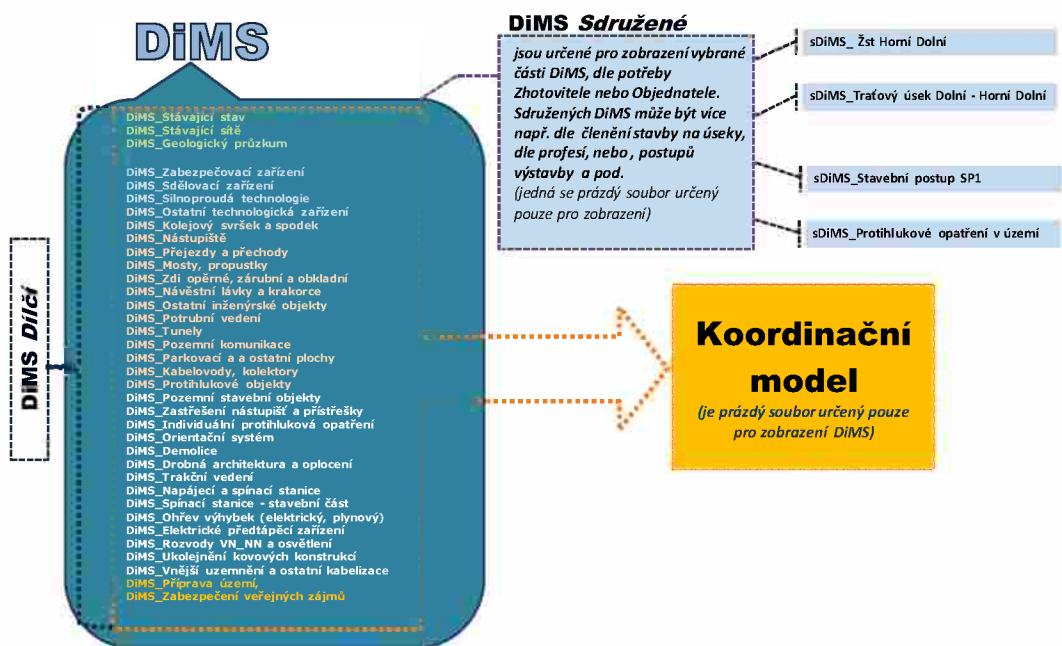 DiMS
DiMS Dílčí
DiMS_Stávající stav
DiMS_Stávající sítě
DiMS_Geologický průzkum
DiMS_Zabezpečovací zařízení
DiMS_Sdělovací zařízení
DiMS_Silnoproudá technologie
DiMS_Ostatní technologická zařízení
DiMS_Kolejový svršek a spodek
DiMS_Nástupiště
DiMS_Přejezdy a přechody
DiMS_Mosty, propustky
DiMS_Zdi opěrné, zárubní a obkladní
DiMS_Návěstní lávky a krakorce
DiMS_Ostatní inženýrské objekty
DiMS_Potrubní vedení
DiMS_Tunely
DiMS_Pozemní komunikace
DiMS_Parkovací a a ostatní plochy
DiMS_Kabelovody, kolektory
DiMS_Protihlukové objekty
DiMS_Pozemní stavební objekty
DiMS_Zastřešení nástupišť a přístřešky
DiMS_Individuální protihluková opatření
DiMS_Orientační systém
DiMS_Demolice
DiMS_Drobná architektura a oplocení
DiMS_Trakční vedení
DiMS_Napájecí a spínací stanice
DiMS_Spínací stanice - stavební část
DiMS_Ohřev výhybek (elektrický, plynový)
DiMS_Elektrické předtápěcí zařízení
DiMS_Rozvody VN_NN a osvětlení
DiMS_Ukolejnění kovových konstrukcí
DiMS_Vnější uzemnění a ostatní kabelizace
DiMS_Příprava území,
DiMS_Zabezpečení veřejných zájmů
DiMS Sdružené
jsou určené pro zobrazení vybrané
části DiMS, dle potřeby
Zhotovitele nebo Objednatele.
Sdružených DiMS může být více
např. dle členění stavby na úseky,
dle profesí, nebo , postupů
výstavby a pod.
(jedná se prázdý soubor určený
pouze pro zobrazení)
sDiMS_ Žst Horní Dolní
sDiMS_Traťový úsek Dolní - Horní Dolní
sDiMS_Stavební postup SP1
sDiMS_Protihlukové opatření v území
Koordinační
model
(je prázdý soubor určený pouze
pro zobrazení DiMS)